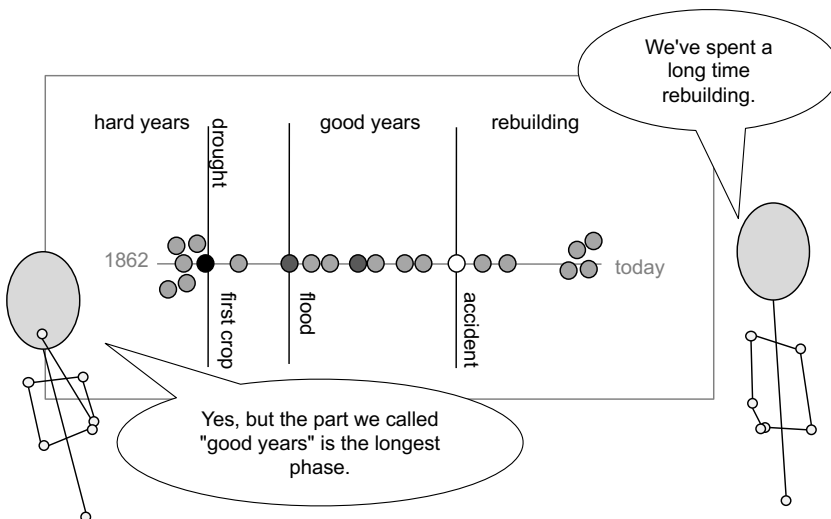 We've spent a
long time
rebuilding.
hard years
drought
good years
rebuilding
1862
today
first crop
flood
accident
Yes, but the part we called
"good years" is the longest
phase.